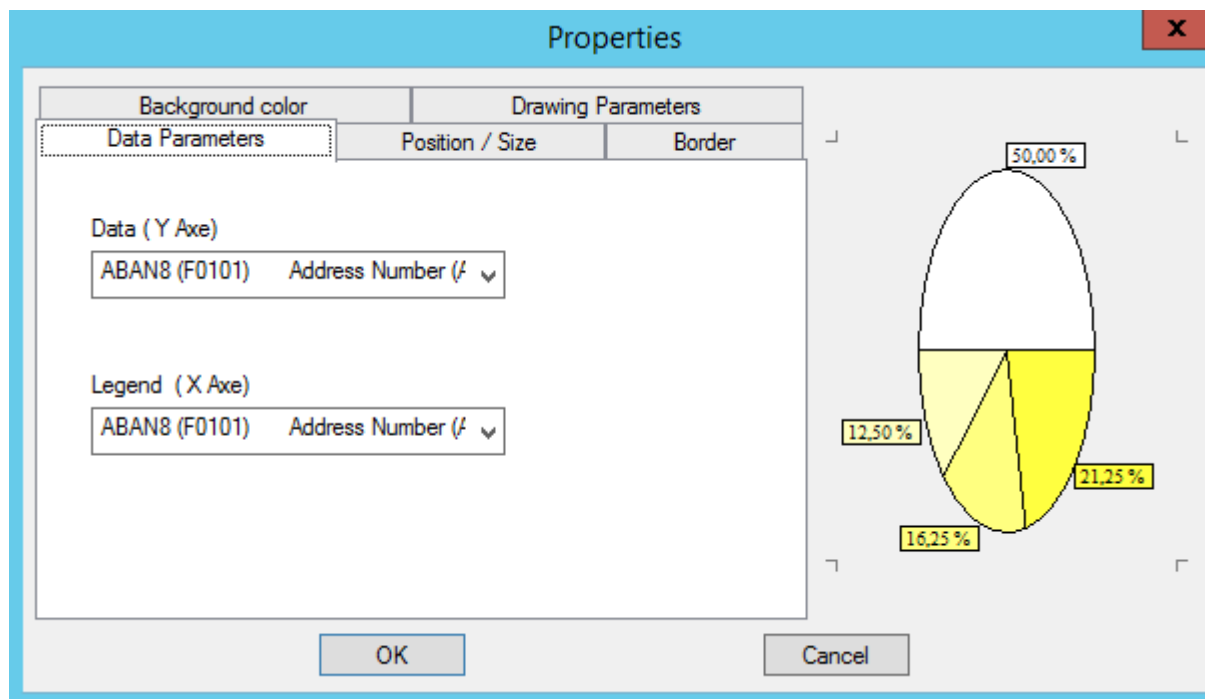 Properties
x
Background color
Drawing Parameters
Data Parameters
Position / Size
Border
Data ( Y Axe)
ABAN8 (F0101) Address Number (A
Legend ( X Axe)
ABAN8 (F0101) Address Number (A
50,00 %
12,50 %
21,25 %
16,25 %
OK
Cancel